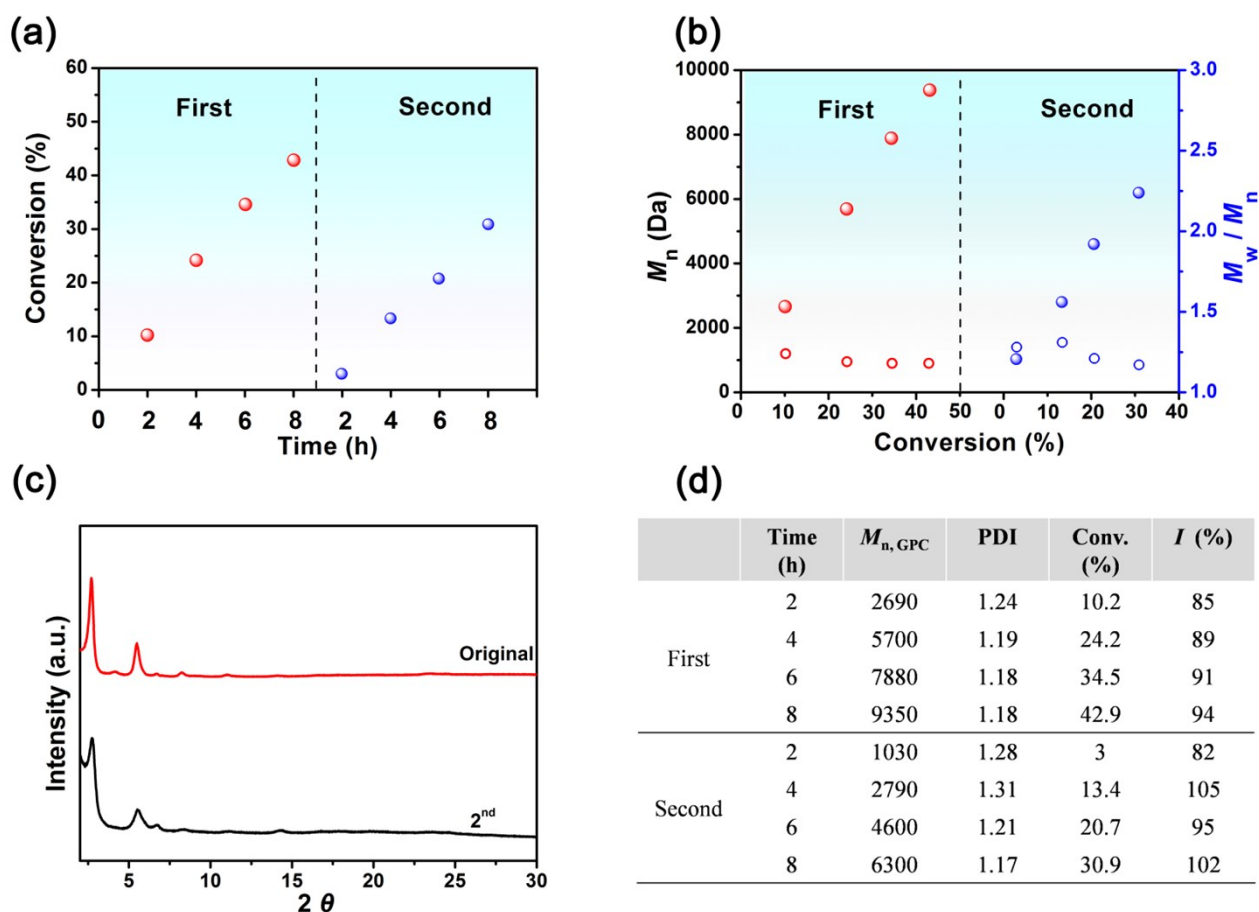 (a)
60
50
40
30
20
10
0
Conversion (%)
First
Second
0 2 4 6 8 2 4 6 8
Time (h)
(b)
10000
8000
6000
4000
2000
0
Mn (Da)
First
Second
3.0
2.5
2.0
1.5
1.0
Mw / Mn
0 10 20 30 40 50 0 10 20 30 40
Conversion (%)
(c)
Intensity (a.u.)
Original
2nd
5 10 15 20 25 30
2 θ
(d)
Time (h) Mn, GPC PDI Conv. (%) I (%)
First
2 2690 1.24 10.2 85
4 5700 1.19 24.2 89
6 7880 1.18 34.5 91
8 9350 1.18 42.9 94
Second
2 1030 1.28 3 82
4 2790 1.31 13.4 105
6 4600 1.21 20.7 95
8 6300 1.17 30.9 102